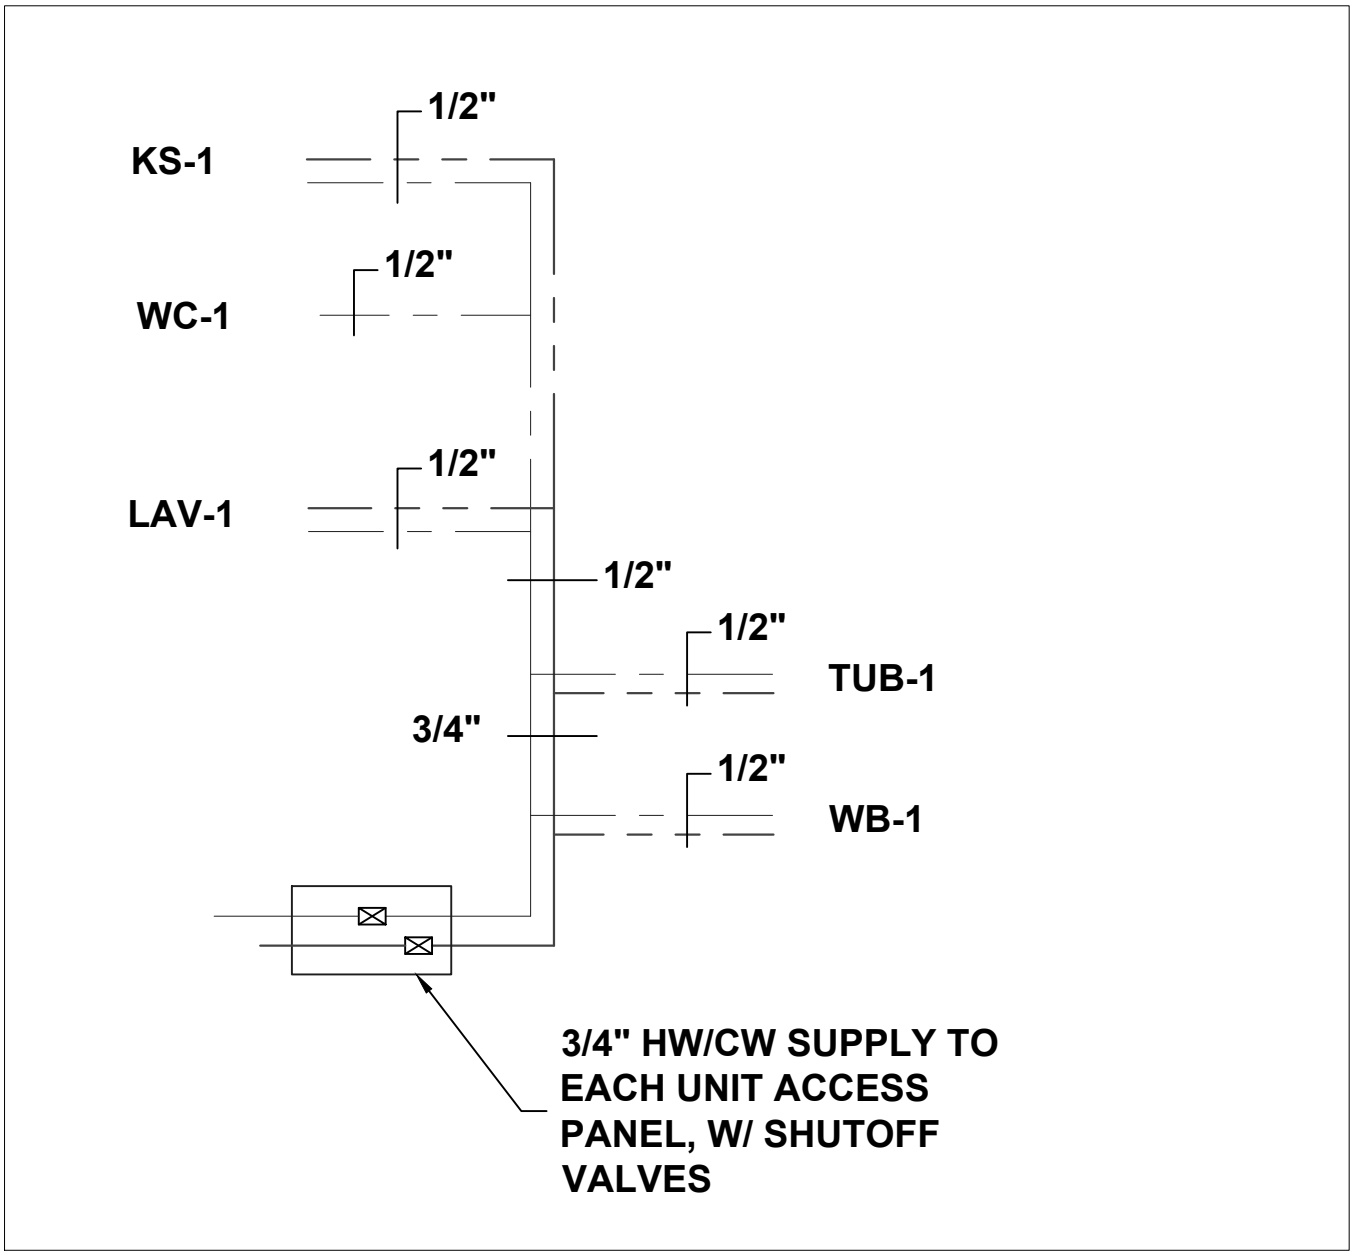 1/2"
KS-1
1/2"
WC-1
1/2"
LAV-1
1/2"
1/2"
TUB-1
3/4"
1/2"
WB-1
3/4" HW/CW SUPPLY TO
EACH UNIT ACCESS
PANEL, W/ SHUTOFF
VALVES